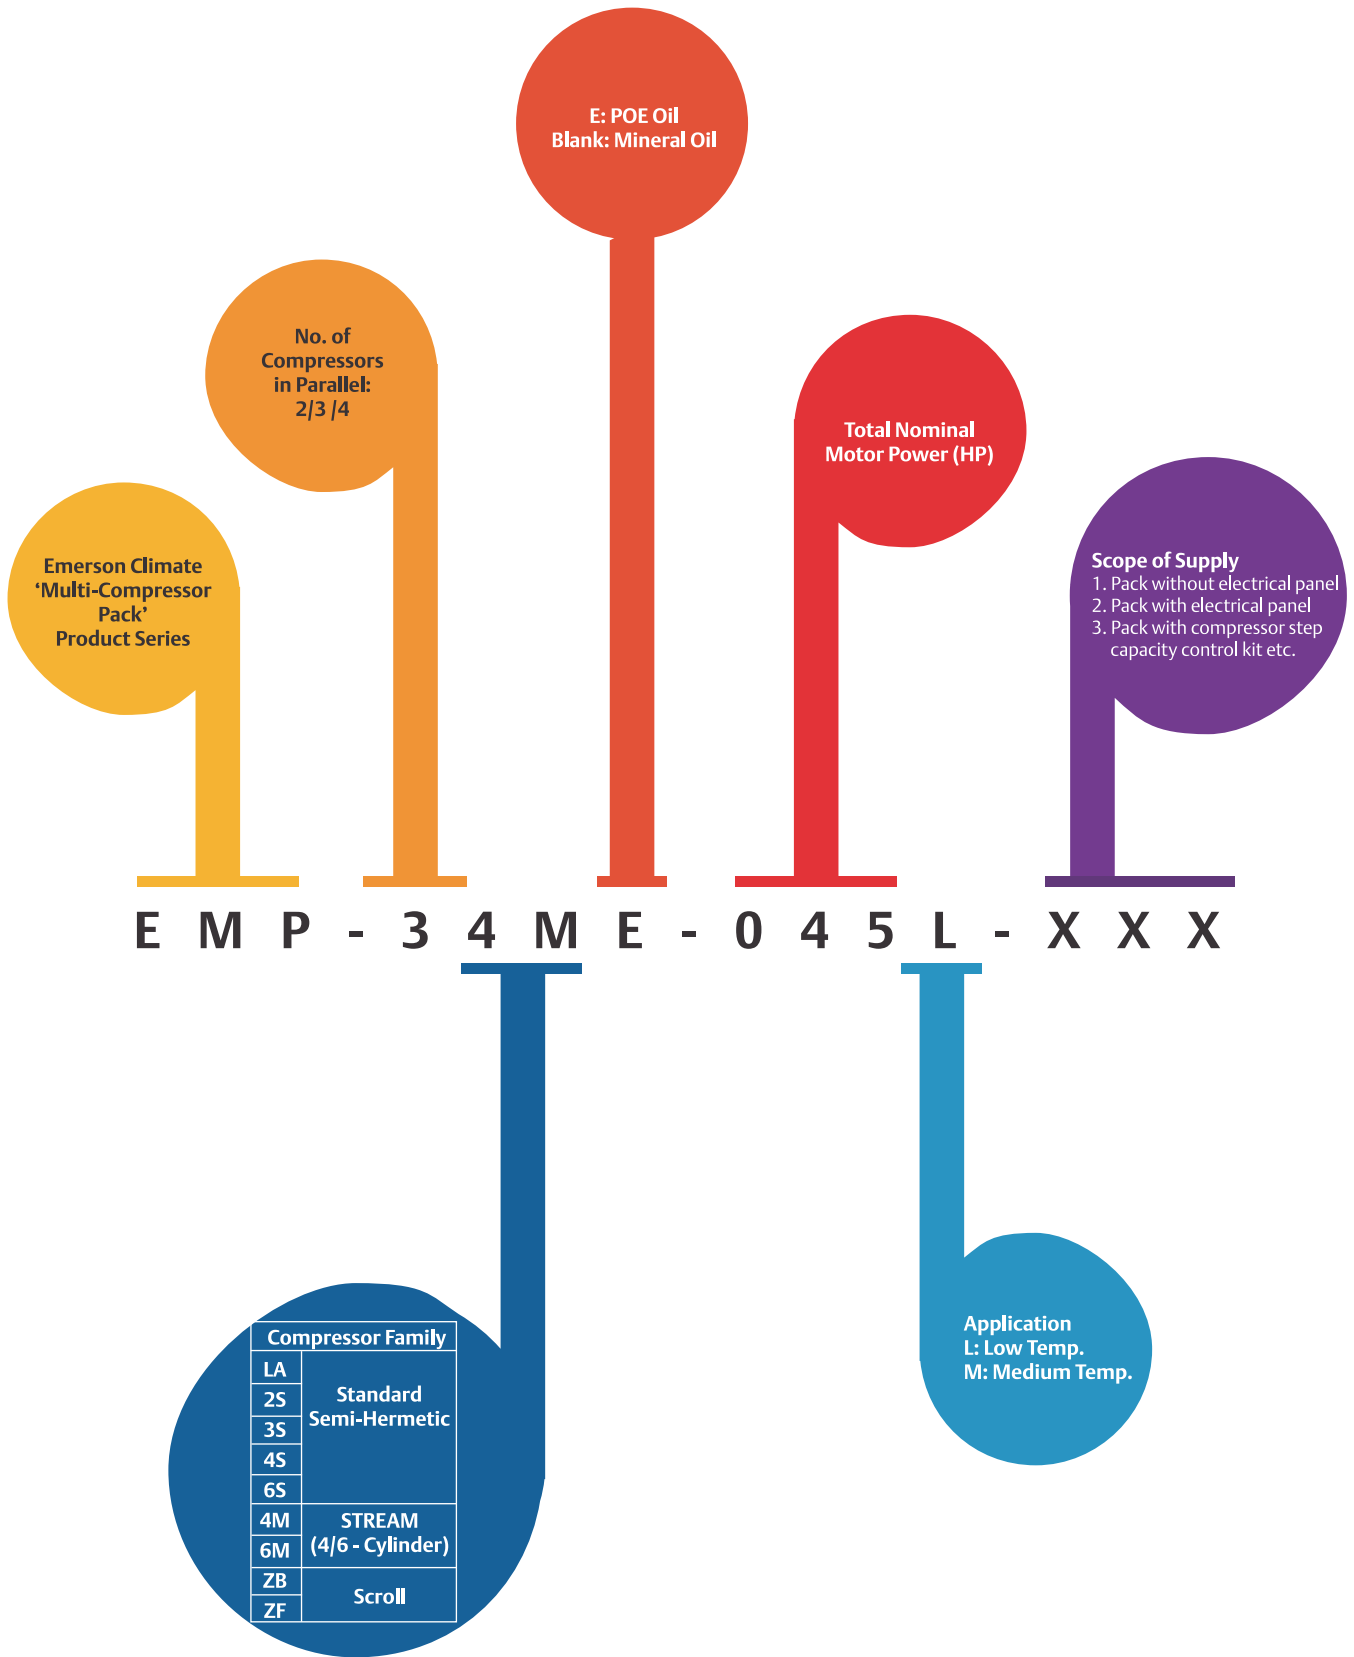 E: POE Oil
Blank: Mineral Oil
No. of
Compressors
in Parallel:
2/3 /4
Total Nominal
Motor Power (HP)
Emerson Climate
‘Multi-Compressor
Pack’
Product Series
Scope of Supply
1. Pack without electrical panel
2. Pack with electrical panel
3. Pack with compressor step
capacity control kit etc.
E M P - 3 4 M E - 0 4 5 L - X X X
Compressor Family
LA
2S
3S
4S
6S
Standard
Semi-Hermetic
4M
6M
STREAM
(4/6 - Cylinder)
ZB
ZF
Scroll
Application
L: Low Temp.
M: Medium Temp.